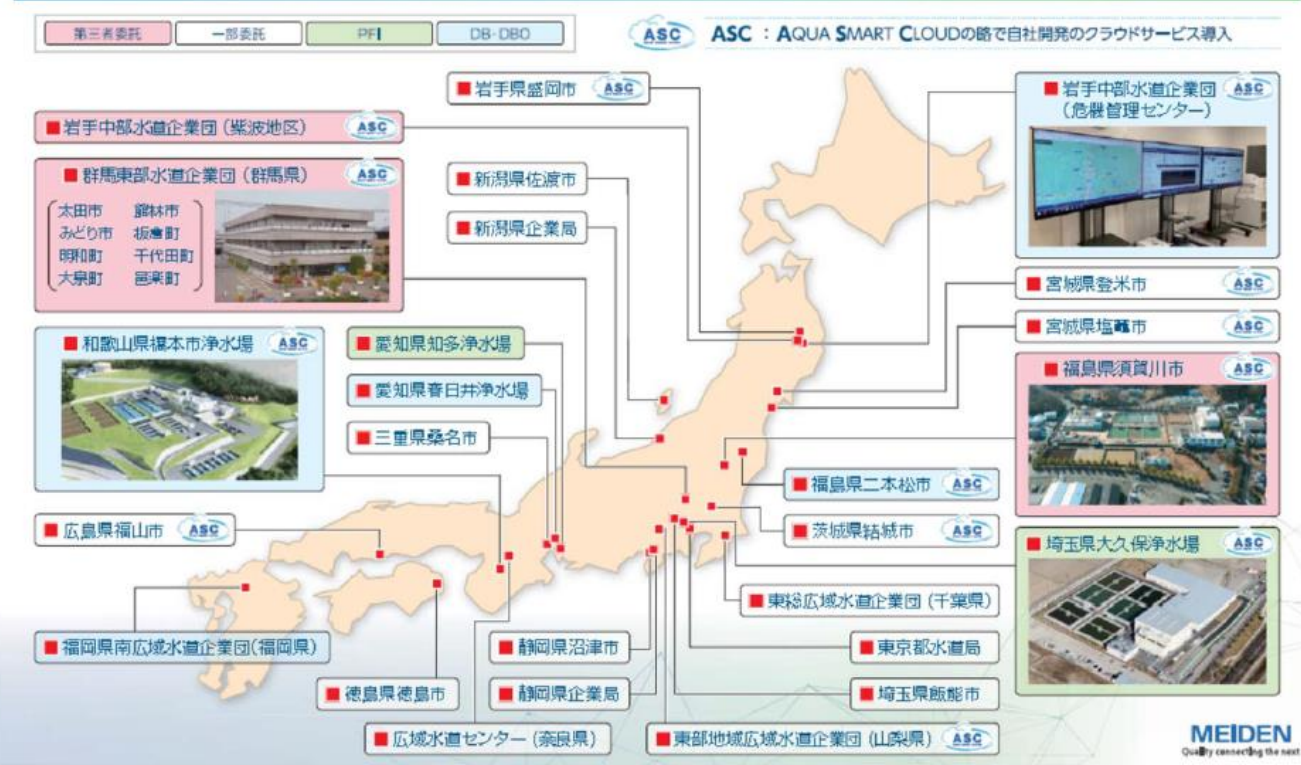 第三者委託
一部委託
PFI
DB・DBO
ASC
ASC : AQUA SMART CLOUDの略で自社開発のクラウドサービス導入
岩手県盛岡市 ASC
岩手中部水道企業団(紫波地区) ASC
群馬東部水道企業団(群馬県) ASC
太田市 館林市
みどり市 板倉町
明和町 千代田町
大泉町 邑楽町
新潟県佐渡市
新潟県企業局
岩手中部水道企業団 ASC
(危機管理センター)
宮城県登米市 ASC
宮城県塩竈市 ASC
福島県須賀川市 ASC
和歌山県橋本市浄水場 ASC
愛知県知多浄水場
愛知県春日井浄水場
三重県桑名市
福島県二本松市 ASC
茨城県結城市 ASC
広島県福山市 ASC
埼玉県大久保浄水場 ASC
東総広域水道企業団(千葉県)
福岡県南広域水道企業団(福岡県)
静岡県沼津市
東京都水道局
徳島県徳島市
静岡県企業局
埼玉県飯能市
広域水道センター(奈良県)
東部地域広域水道企業団(山梨県) ASC
MEIDEN
Quality connecting the next